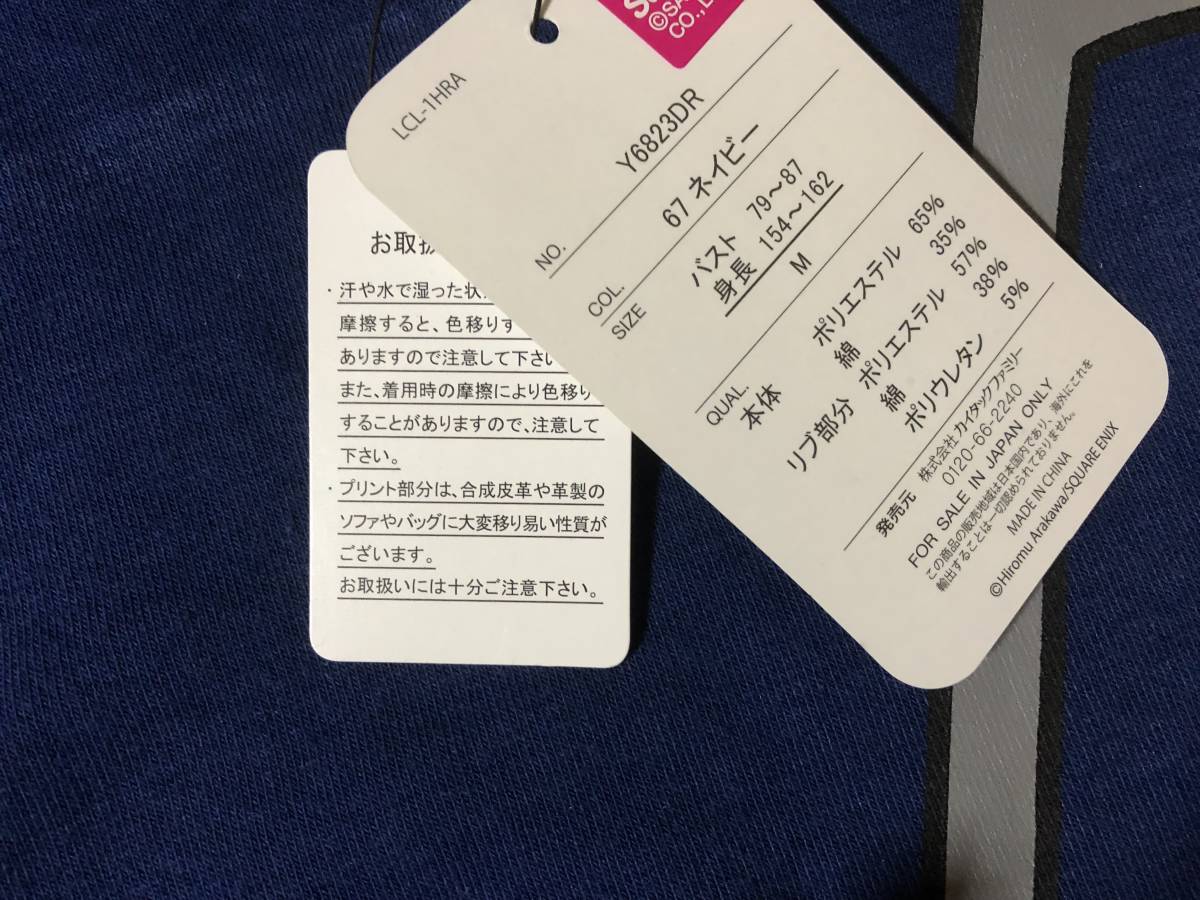 ©SA
CO.,L
LCL-1HRA
NO. Y6823DR
COL. 67 ネイビー
SIZE バスト 79～87
身長 154～162
M
QUAL.
本体 ポリエステル 65%
綿 35%
リブ部分 ポリエステル 57%
綿 38%
ポリウレタン 5%
発売元 株式会社 カイタックファミリー
0120-66-2240
FOR SALE IN JAPAN ONLY
この商品の販売地域は日本国内であり、海外にこれを
輸出することは一切認められておりません。
MADE IN CHINA
©Hiromu Arakawa/SQUARE ENIX
お取扱
・汗や水で湿った状
摩擦すると、色移りす
ありますので注意して下さい
また、着用時の摩擦により色移り
することがありますので、注意して
下さい。
・プリント部分は、合成皮革や革製の
ソファやバッグに大変移り易い性質が
ございます。
お取扱いには十分ご注意下さい。